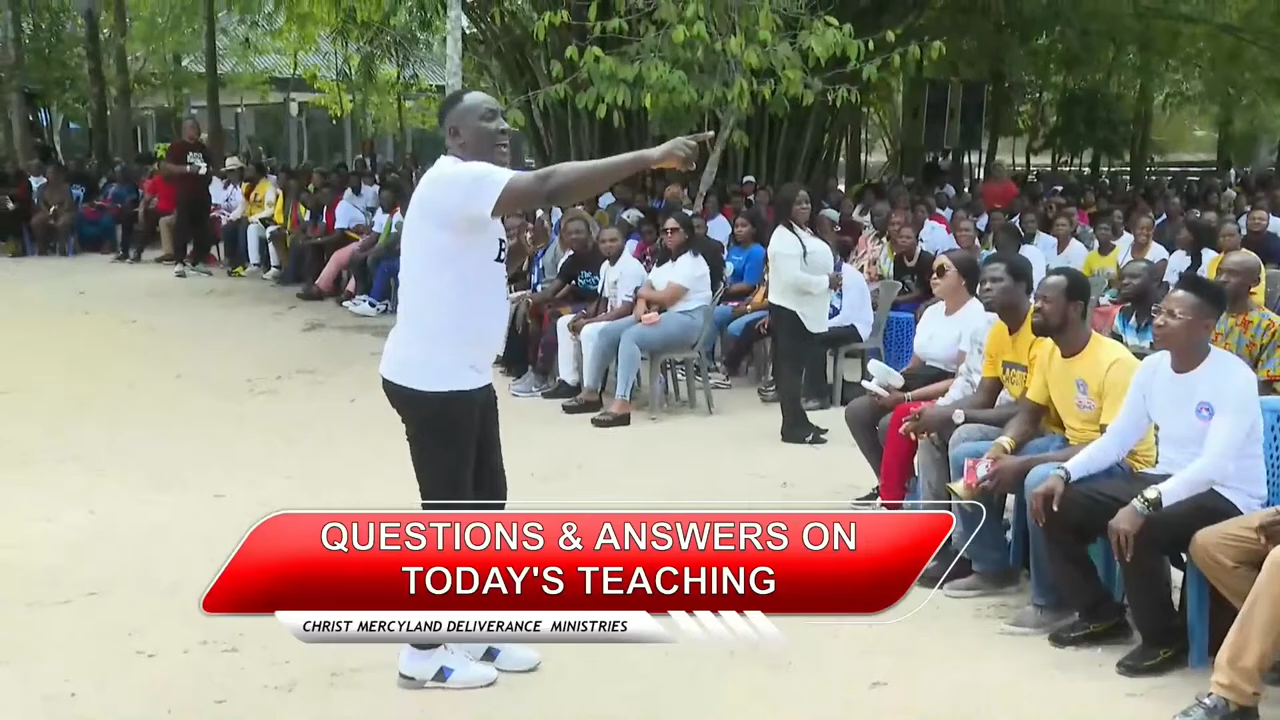 QUESTIONS & ANSWERS ON
TODAY'S TEACHING
CHRIST MERCYLAND DELIVERANCE MINISTRIES